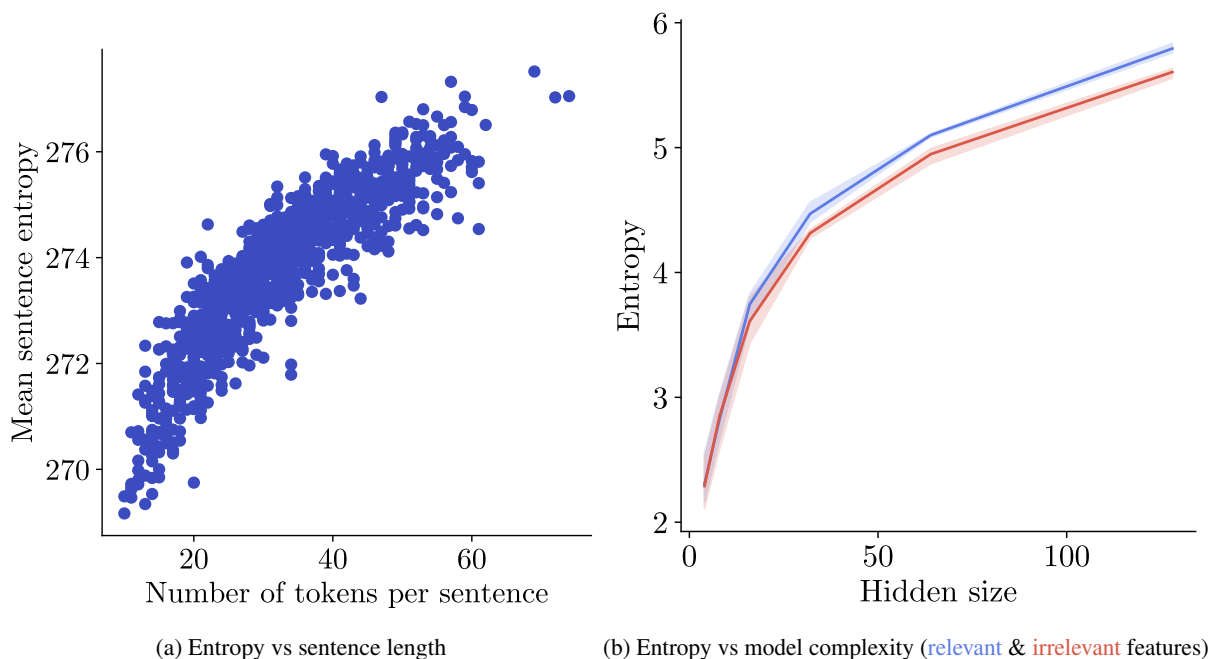 276
274
272
270
20
40
60
Mean sentence entropy
Number of tokens per sentence
(a) Entropy vs sentence length
6
5
4
3
2
0
50
100
Entropy
Hidden size
(b) Entropy vs model complexity (relevant & irrelevant features)